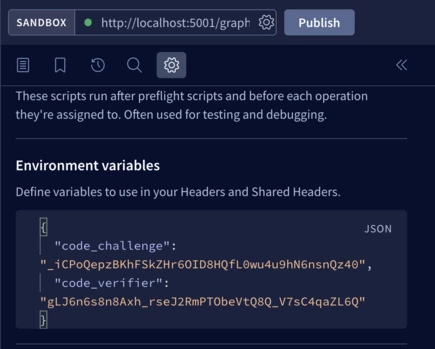 SANDBOX http://localhost:5001/graph Publish
These scripts run after preflight scripts and before each operation
they're assigned to. Often used for testing and debugging.
Environment variables
Define variables to use in your Headers and Shared Headers.
JSON
{
"code_challenge":
"_iCPoQepzBKhFSkZHr6OID8HQfL0wu4u9hN6nsnQz40",
"code_verifier":
"gLJ6n6s8n8Axh_rseJ2RmPTObeVtQ8Q_V7sC4qaZL6Q"
}